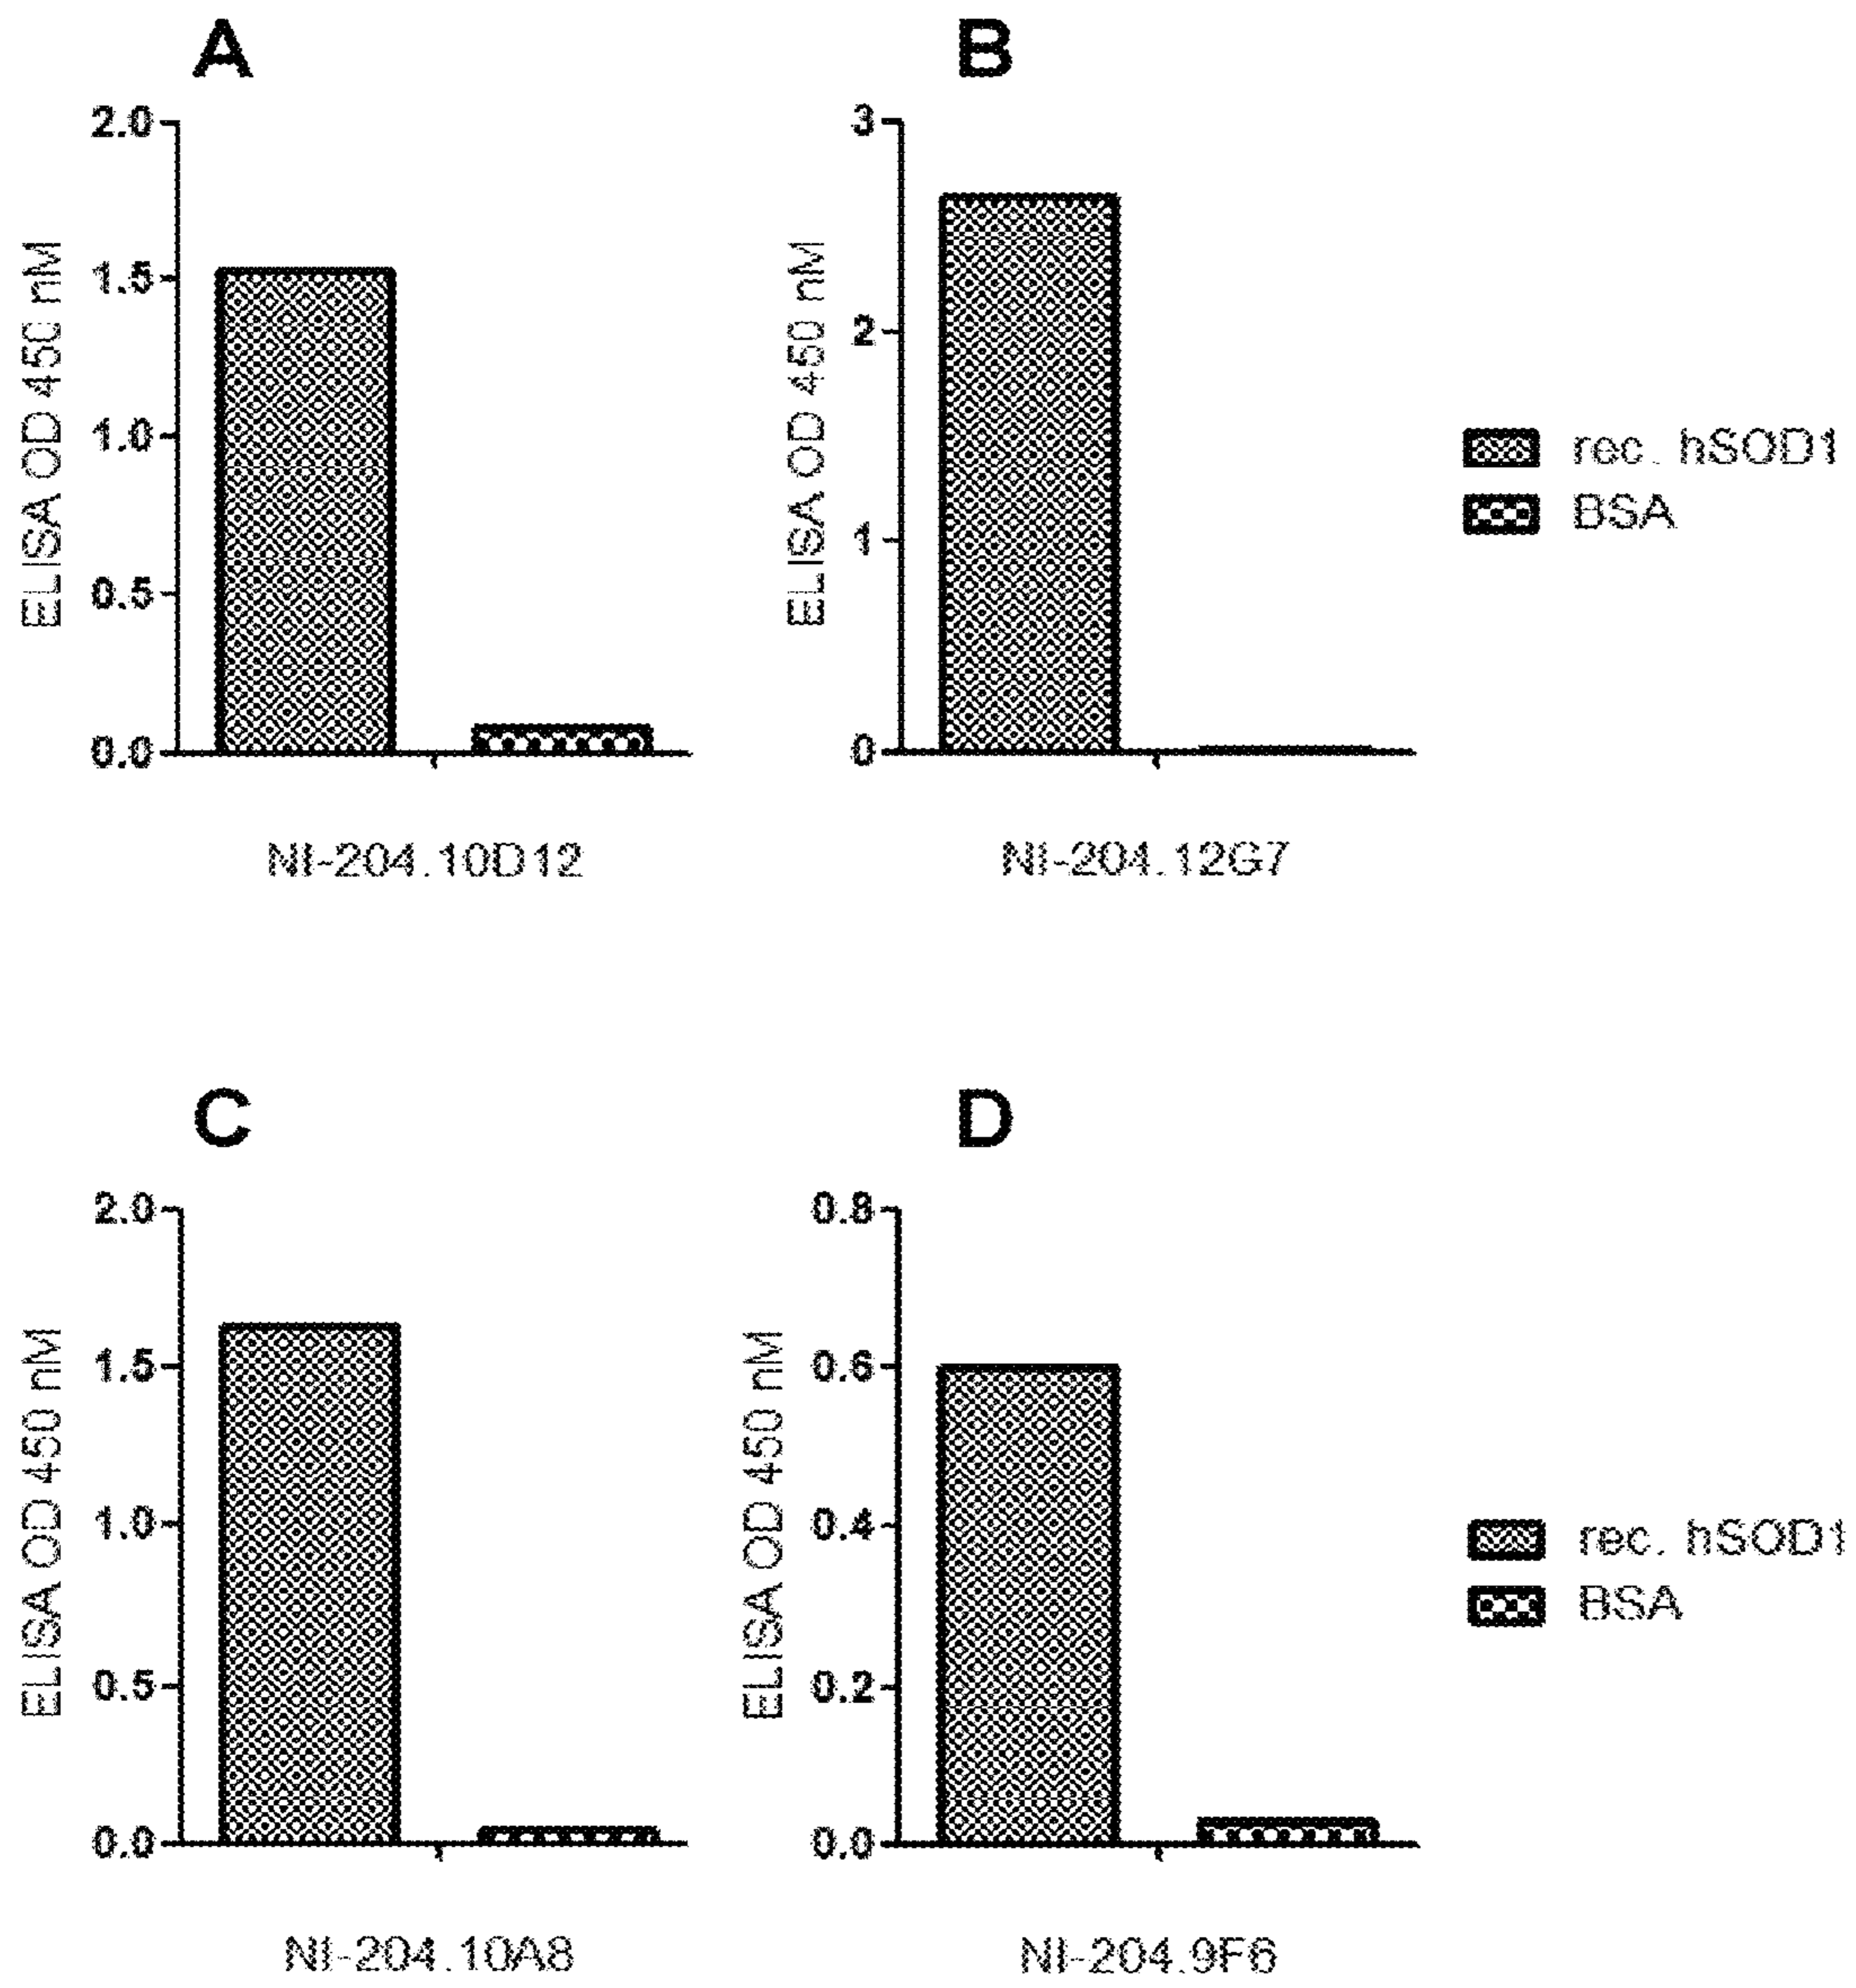 A
2.0
1.5
1.0
0.5
0.0
ELISA OD 450 nM
NI-204.10D12
B
3
2
1
0
ELISA OD 450 nM
NI-204.12G7
rec. hSOD1
BSA
C
2.0
1.5
1.0
0.5
0.0
ELISA OD 450 nM
NI-204.10A8
D
0.8
0.6
0.4
0.2
0.0
ELISA OD 450 nM
NI-204.9F6
rec. hSOD1
BSA